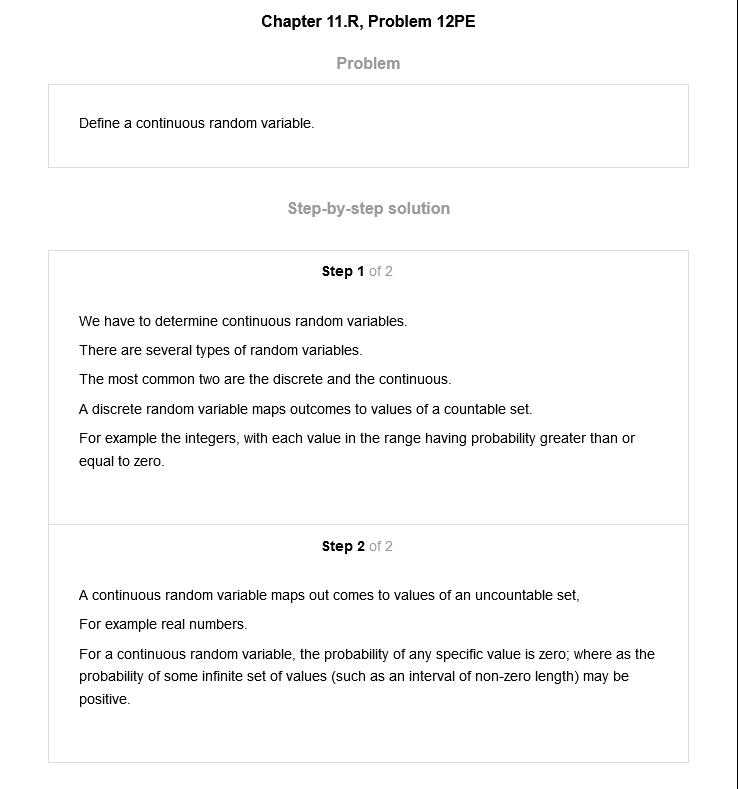 Chapter 11.R, Problem 12PE
Problem
Define a continuous random variable.
Step-by-step solution
Step 1 of 2
We have to determine continuous random variables.
There are several types of random variables.
The most common two are the discrete and the continuous.
A discrete random variable maps outcomes to values of a countable set.
For example the integers, with each value in the range having probability greater than or
equal to zero.
Step 2 of 2
A continuous random variable maps out comes to values of an uncountable set,
For example real numbers.
For a continuous random variable, the probability of any specific value is zero; where as the
probability of some infinite set of values (such as an interval of non-zero length) may be
positive.